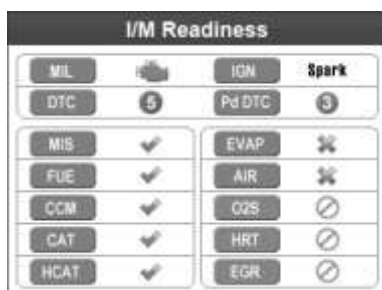 I/M Readiness
MIL IGN Spark
DTC 5 Pd DTC 3
MIS EVAP
FUE AIR
CCM O2S
CAT HRT
HCAT EGR